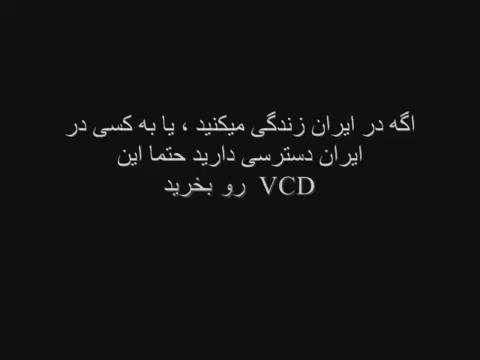 اگه در ایران زندگی میکنید ، یا به کسی در
ایران دسترسی دارید حتما این
VCD رو بخرید